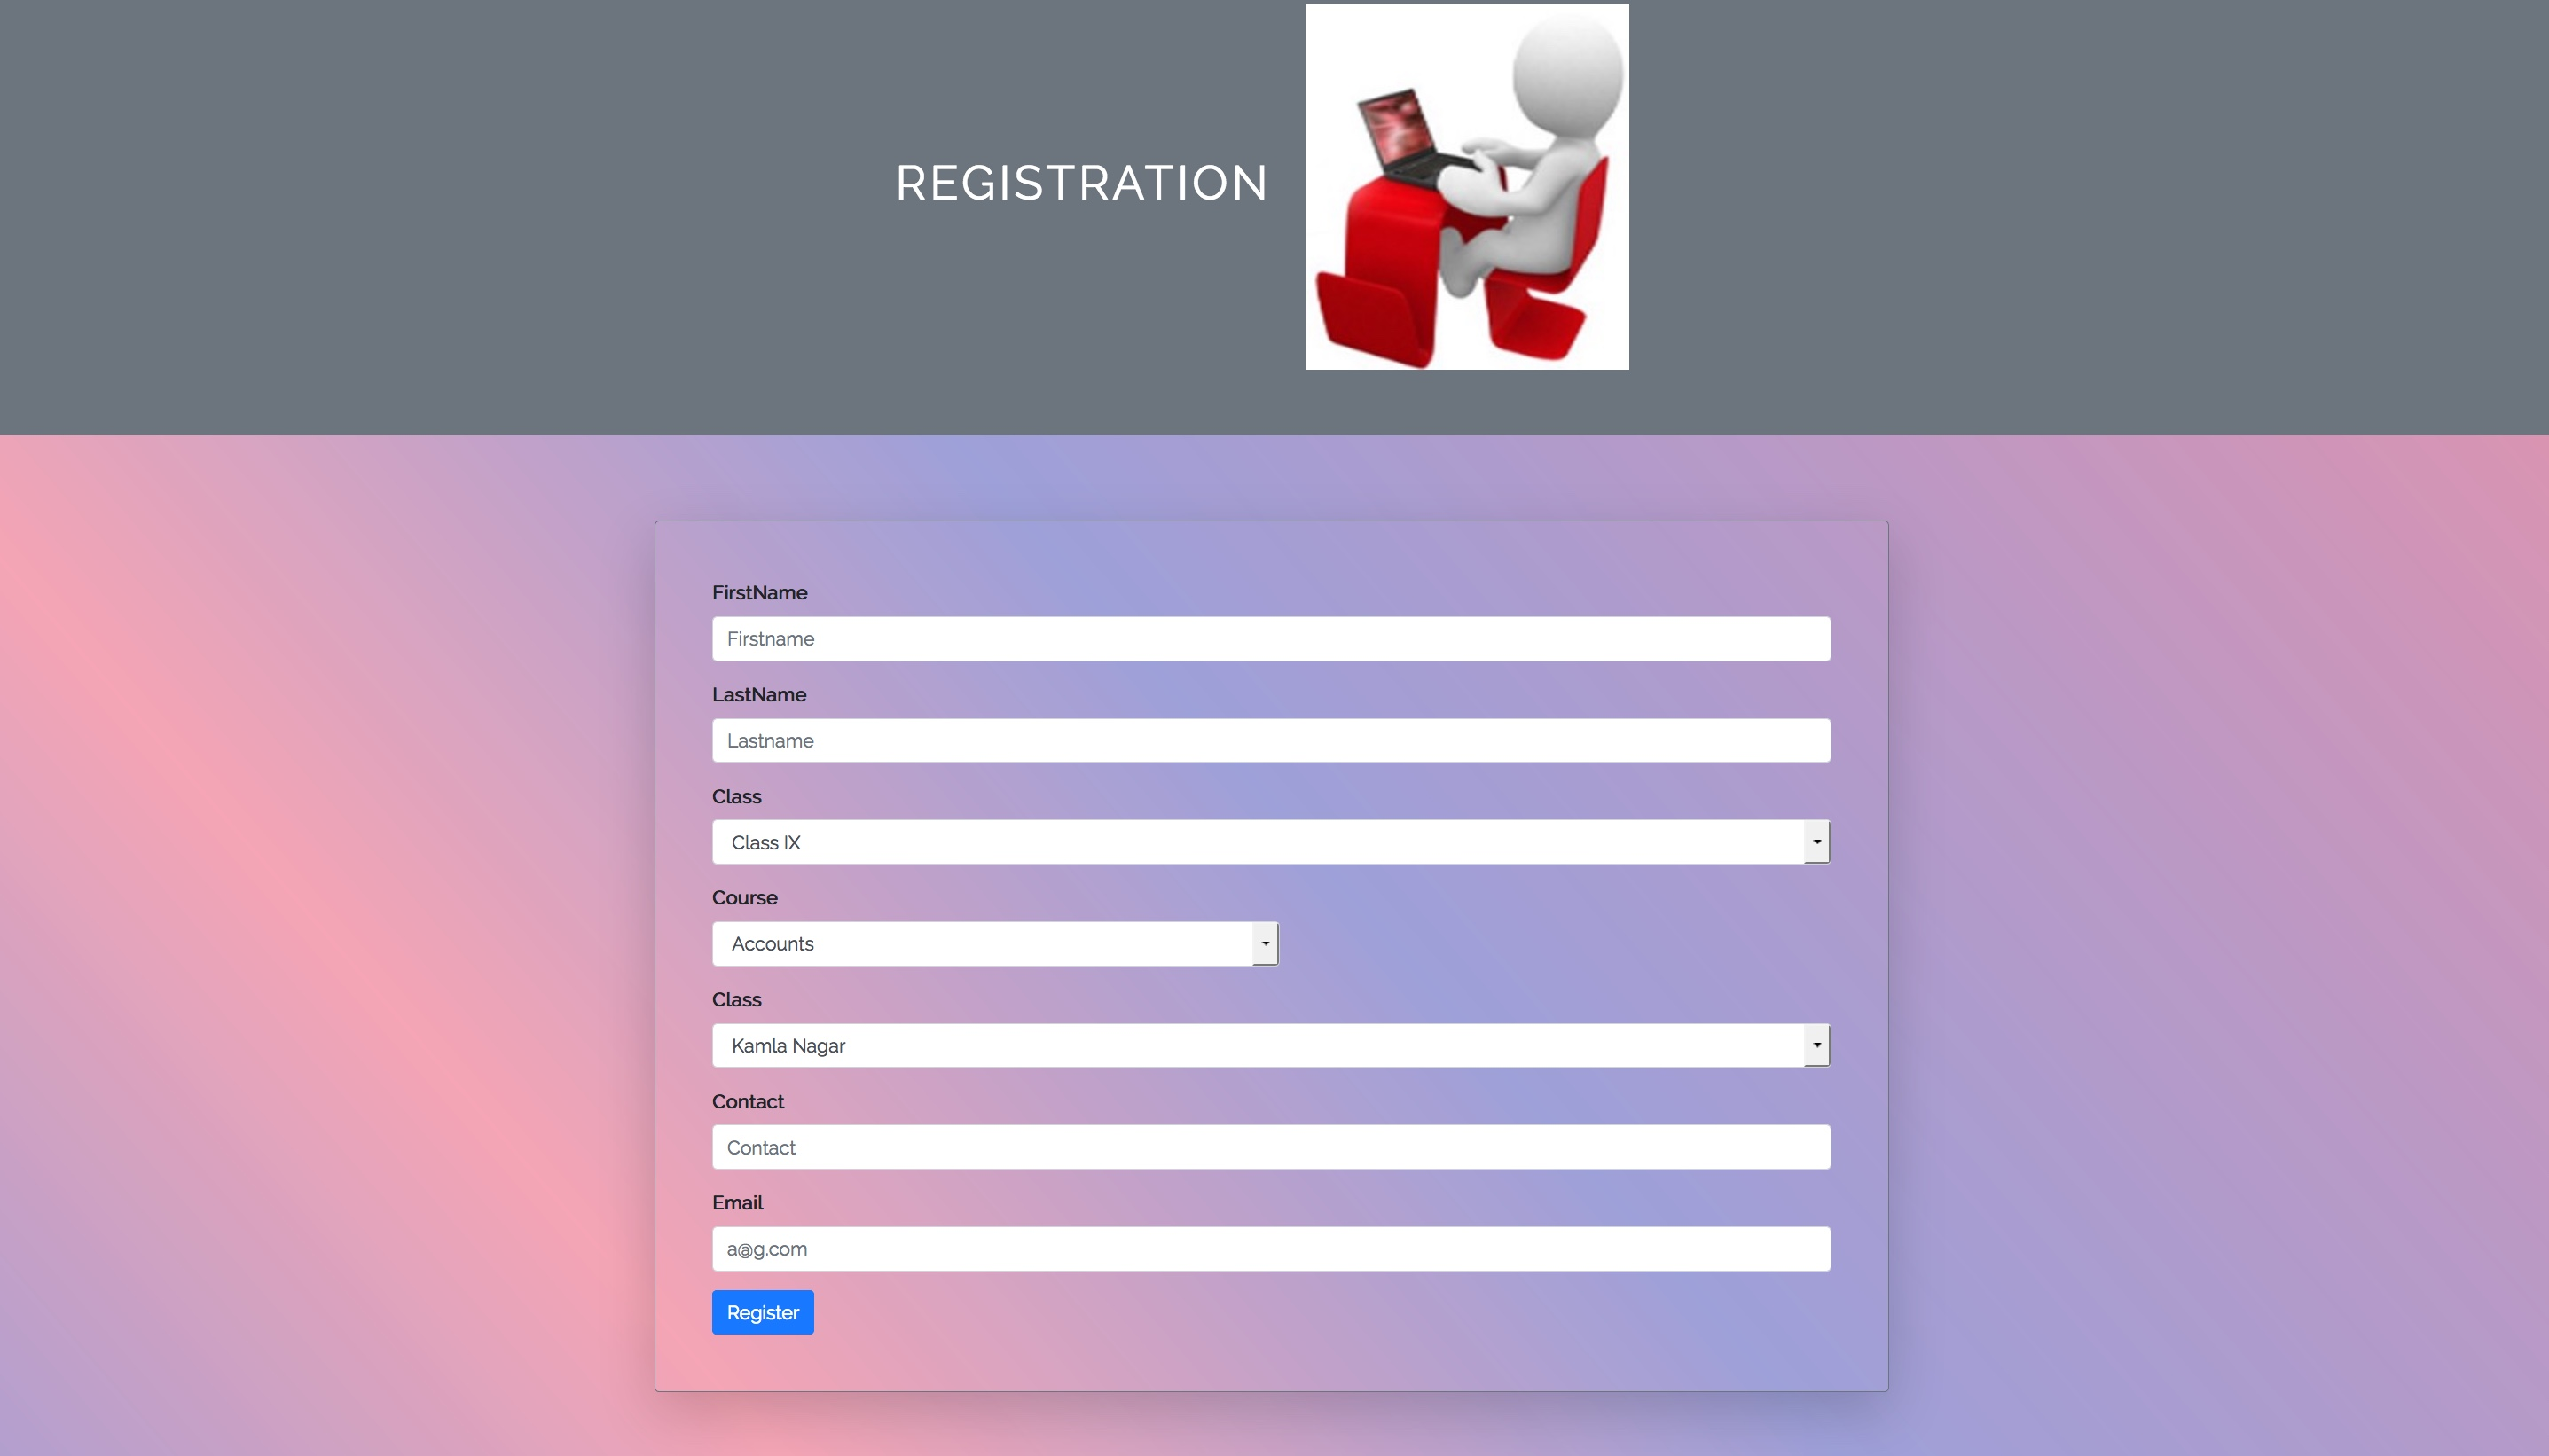 REGISTRATION
FirstName
Firstname
LastName
Lastname
Class
Class IX
Course
Accounts
Class
Kamla Nagar
Contact
Contact
Email
a@g.com
Register